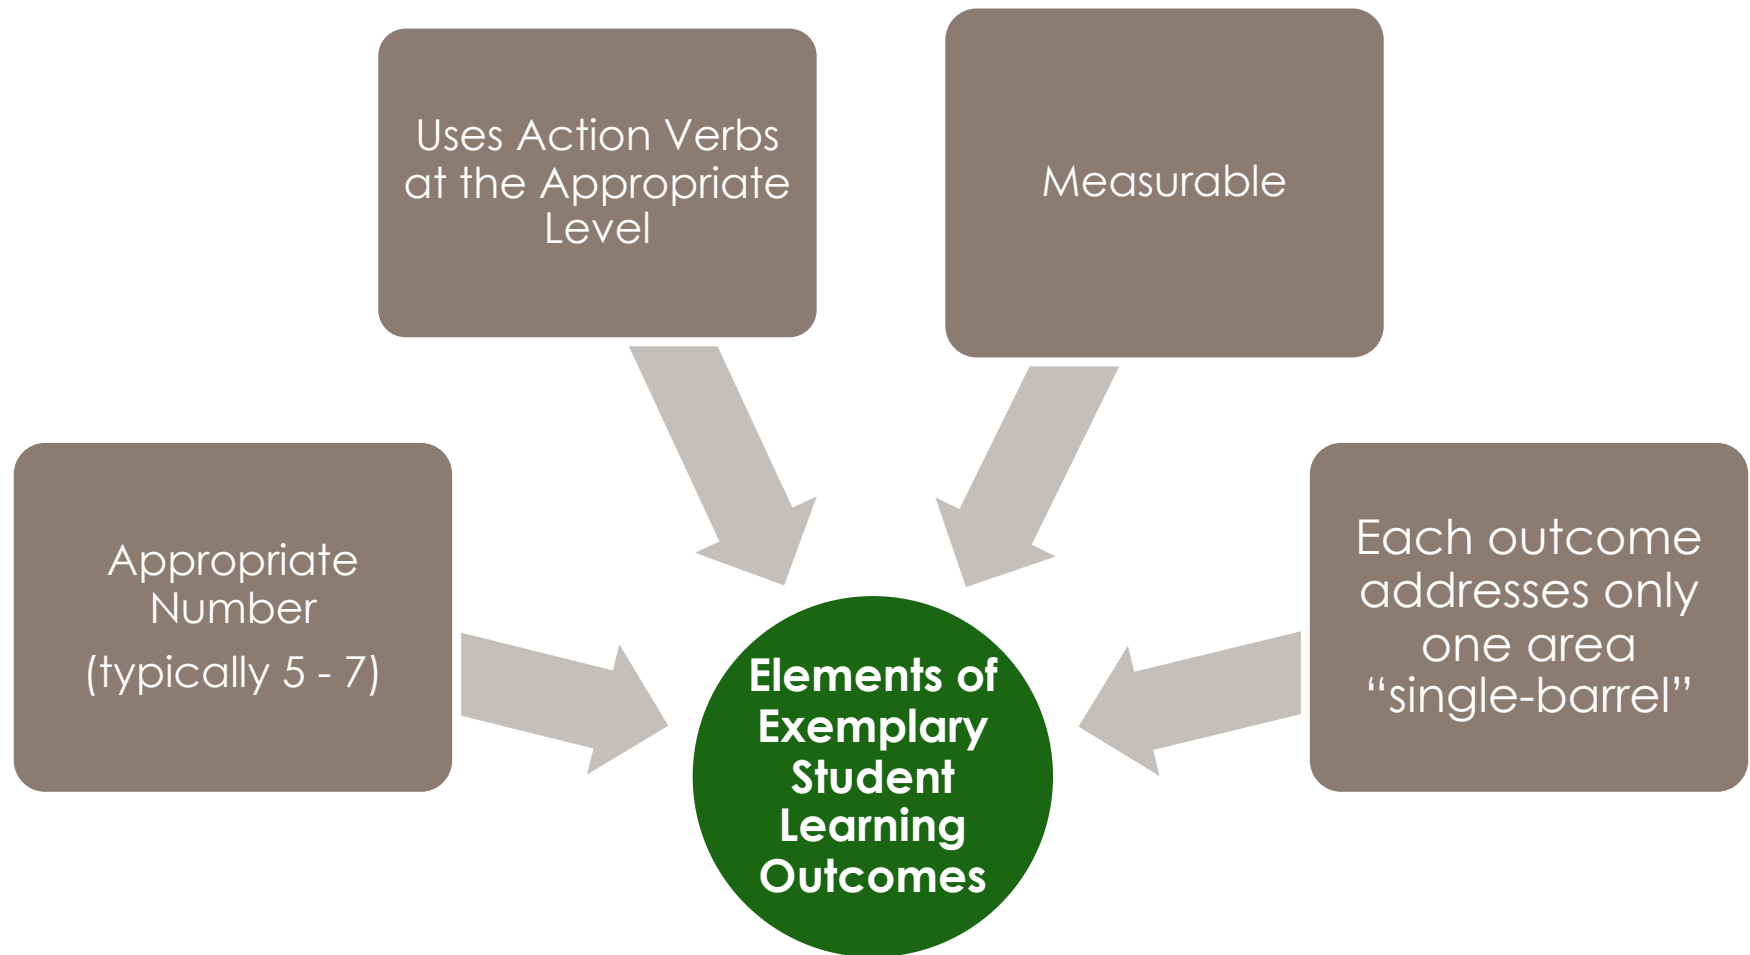 Uses Action Verbs
at the Appropriate
Level
Measurable
Appropriate
Number
(typically 5 - 7)
Each outcome
addresses only
one area
“single-barrel”
Elements of
Exemplary
Student
Learning
Outcomes